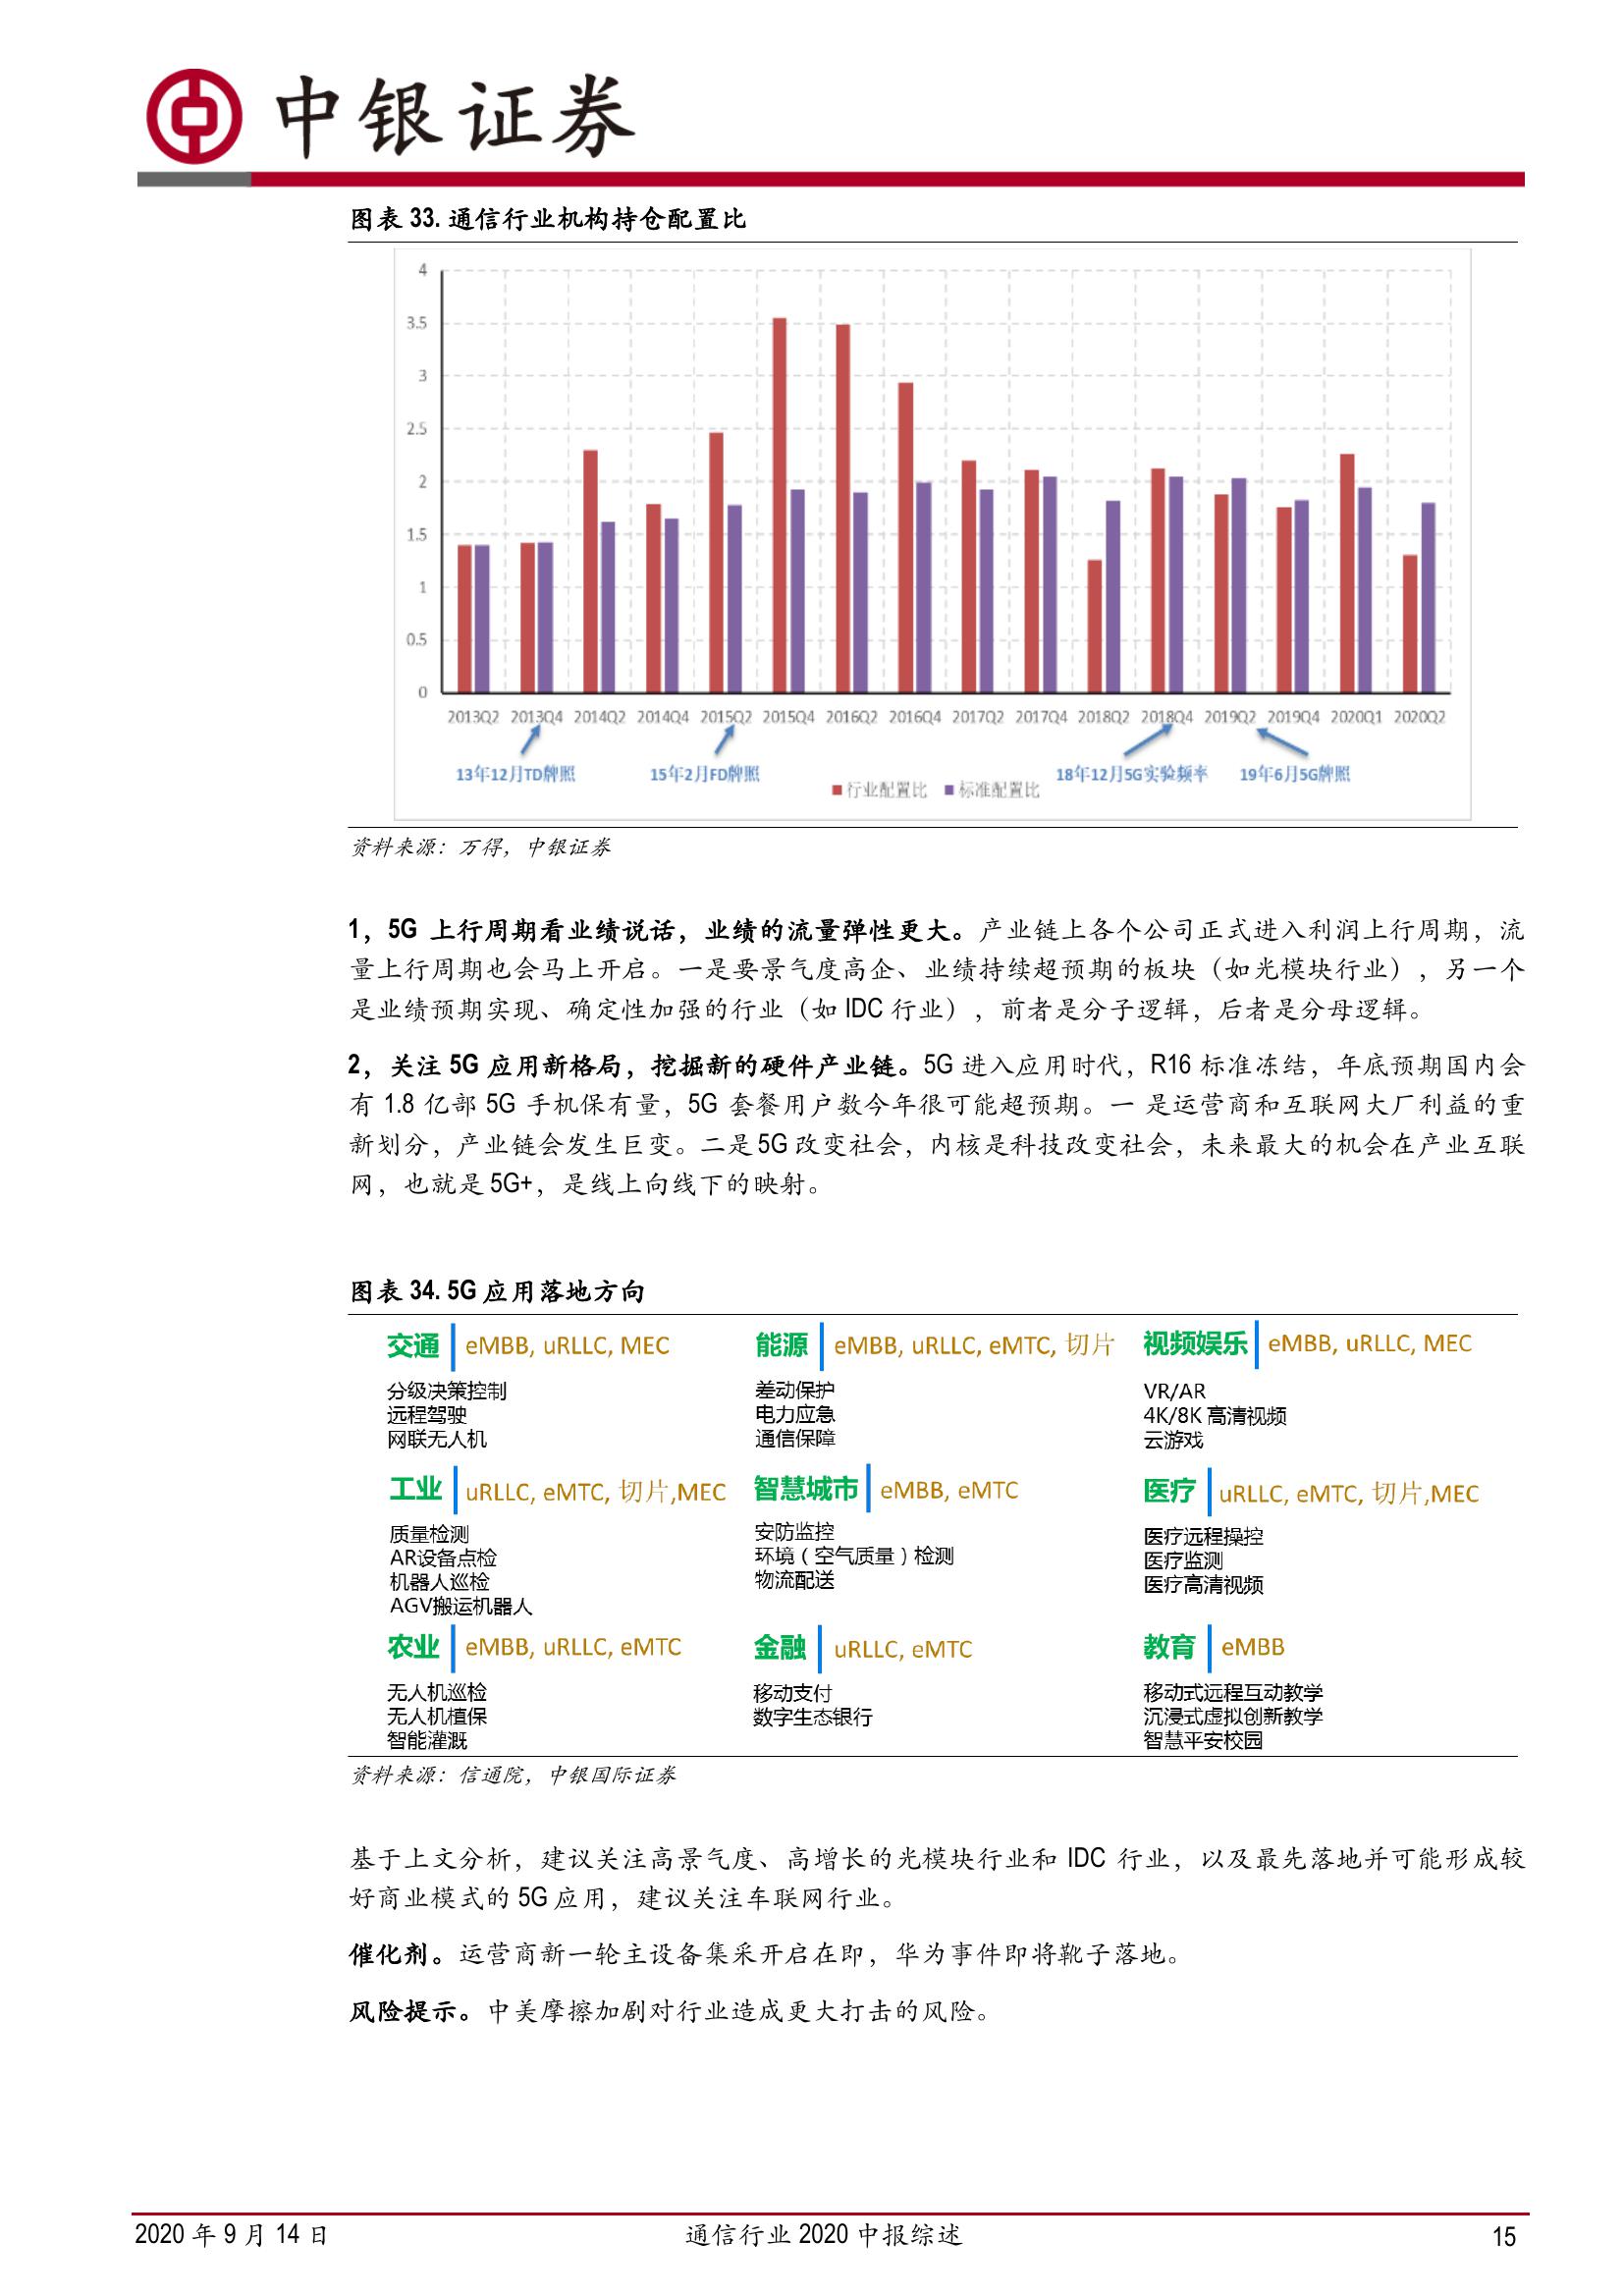 中银证券
图表 33. 通信行业机构持仓配置比
4
3.5
3
2.5
2
1.5
1
0.5
0
2013Q2 2013Q4 2014Q2 2014Q4 2015Q2 2015Q4 2016Q2 2016Q4 2017Q2 2017Q4 2018Q2 2018Q4 2019Q2 2019Q4 2020Q1 2020Q2
13年12月TD牌照 15年2月FD牌照 18年12月5G实验频率 19年6月5G牌照
行业配置比 标准配置比
资料来源：万得，中银证券
1，5G 上行周期看业绩说话，业绩的流量弹性更大。产业链上各个公司正式进入利润上行周期，流
量上行周期也会马上开启。一是要景气度高企、业绩持续超预期的板块（如光模块行业），另一个
是业绩预期实现、确定性加强的行业（如 IDC 行业），前者是分子逻辑，后者是分母逻辑。
2，关注 5G 应用新格局，挖掘新的硬件产业链。5G 进入应用时代，R16 标准冻结，年底预期国内会
有 1.8 亿部 5G 手机保有量，5G 套餐用户数今年很可能超预期。一 是运营商和互联网大厂利益的重
新划分，产业链会发生巨变。二是 5G 改变社会，内核是科技改变社会，未来最大的机会在产业互联
网，也就是 5G+，是线上向线下的映射。
图表 34. 5G 应用落地方向
交通 eMBB, uRLLC, MEC
分级决策控制
远程驾驶
网联无人机
能源 eMBB, uRLLC, eMTC, 切片
差动保护
电力应急
通信保障
视频娱乐 eMBB, uRLLC, MEC
VR/AR
4K/8K 高清视频
云游戏
工业 uRLLC, eMTC, 切片,MEC
质量检测
AR设备点检
机器人巡检
AGV搬运机器人
智慧城市 eMBB, eMTC
安防监控
环境（空气质量）检测
物流配送
医疗 uRLLC, eMTC, 切片,MEC
医疗远程操控
医疗监测
医疗高清视频
农业 eMBB, uRLLC, eMTC
无人机巡检
无人机植保
智能灌溉
金融 uRLLC, eMTC
移动支付
数字生态银行
教育 eMBB
移动式远程互动教学
沉浸式虚拟创新教学
智慧平安校园
资料来源：信通院，中银国际证券
基于上文分析，建议关注高景气度、高增长的光模块行业和 IDC 行业，以及最先落地并可能形成较
好商业模式的 5G 应用，建议关注车联网行业。
催化剂。运营商新一轮主设备集采开启在即，华为事件即将靴子落地。
风险提示。中美摩擦加剧对行业造成更大打击的风险。
2020 年 9 月 14 日 通信行业 2020 中报综述 15